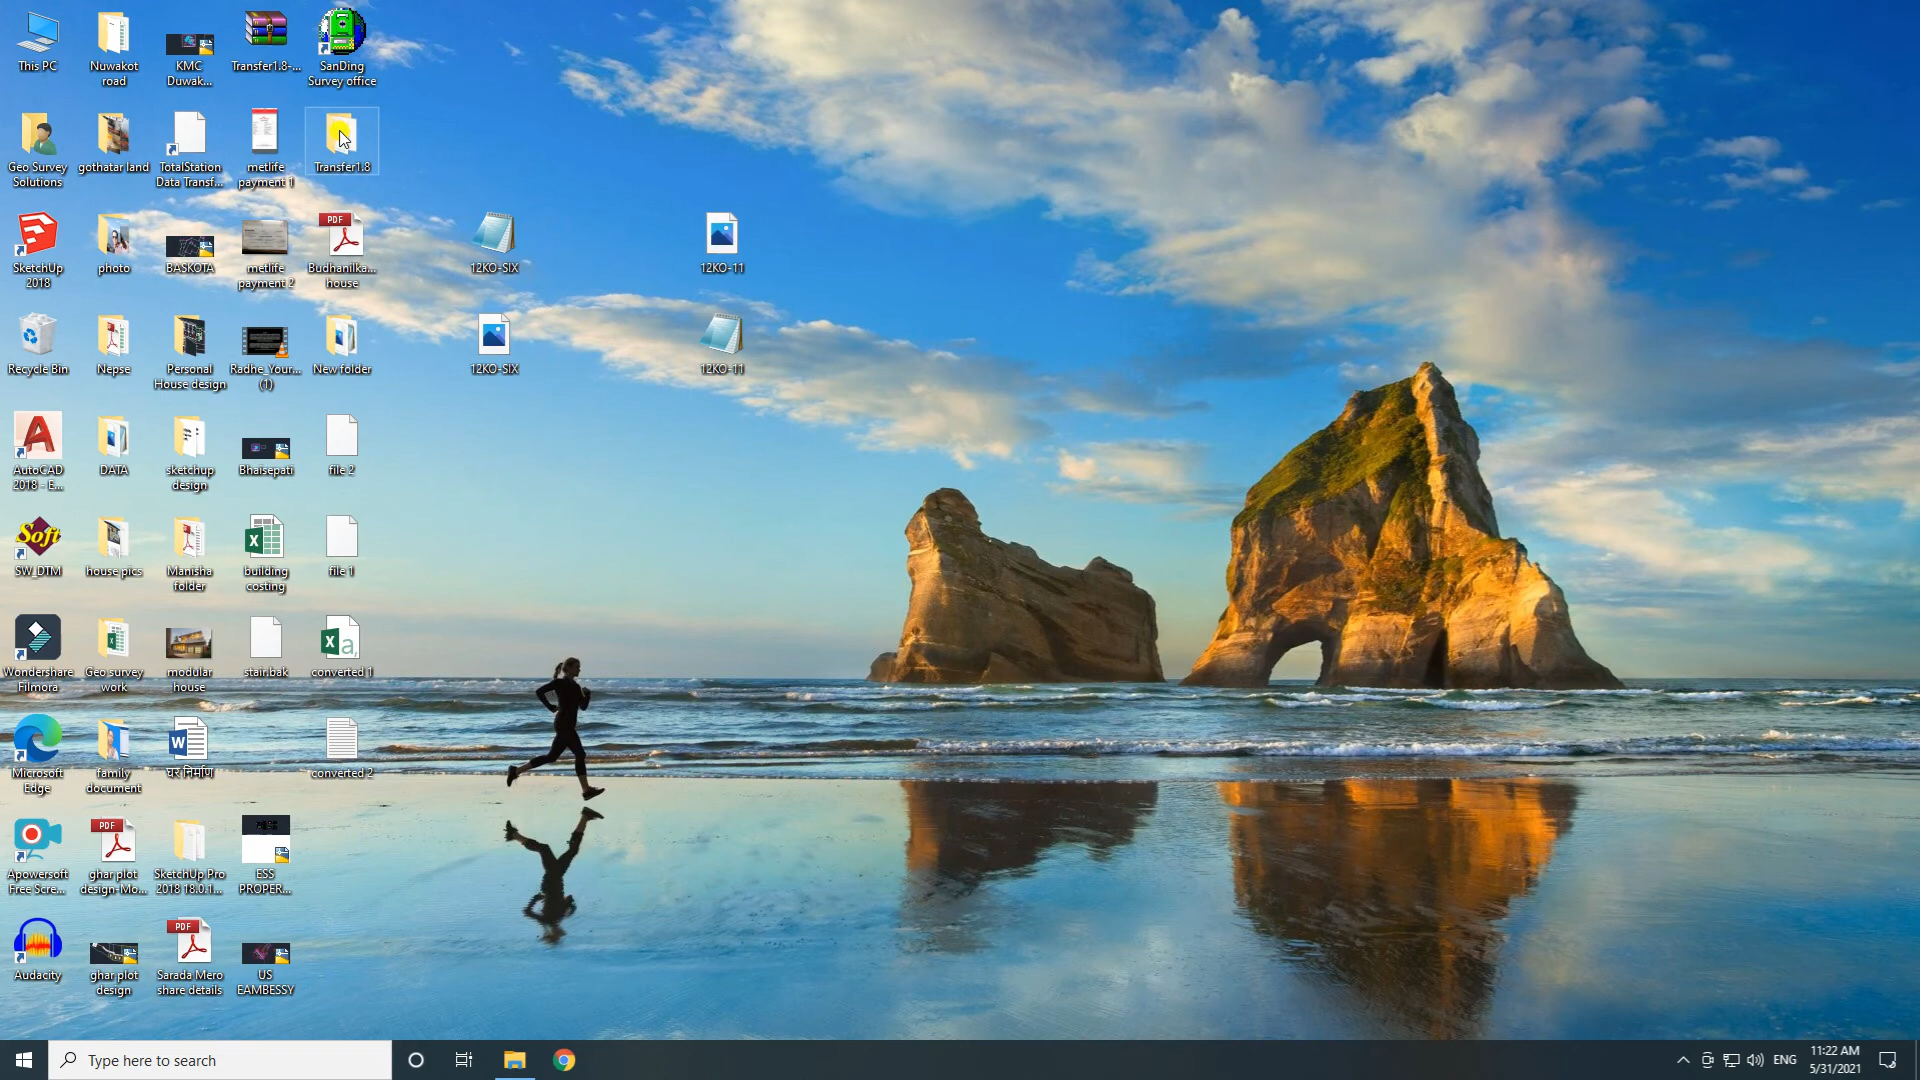 This PC
Nuwakot
road
KMC
Duwak...
Transfer1.8-...
SanDing
Survey office
Geo Survey
Solutions
gothatar land
TotalStation
Data Transf...
metlife
payment 1
Transfer1.8
SketchUp
2018
photo
BASKOTA
metlife
payment 2
PDF
Budhanilka...
house
12KO-SIX
12KO-11
Recycle Bin
Nepse
Personal
House design
Radhe_Your...
(1)
New folder
12KO-SIX
12KO-11
AutoCAD
2018 - E...
DATA
sketchup
design
Bhaisepati
file 2
Soft
SW_DTM
house pics
Manisha
folder
building
costing
file 1
Wondershare
Filmora
Geo survey
work
modular
house
stair.bak
converted 1
Microsoft
Edge
family
document
घर निर्माण
converted 2
Apowersoft
Free Scre...
PDF
ghar plot
design-Mo...
SketchUp Pro
2018 18.0.1...
ESS
PROPER...
Audacity
ghar plot
design
PDF
Sarada Mero
share details
US
EAMBESSY
Type here to search
ENG
11:22 AM
5/31/2021